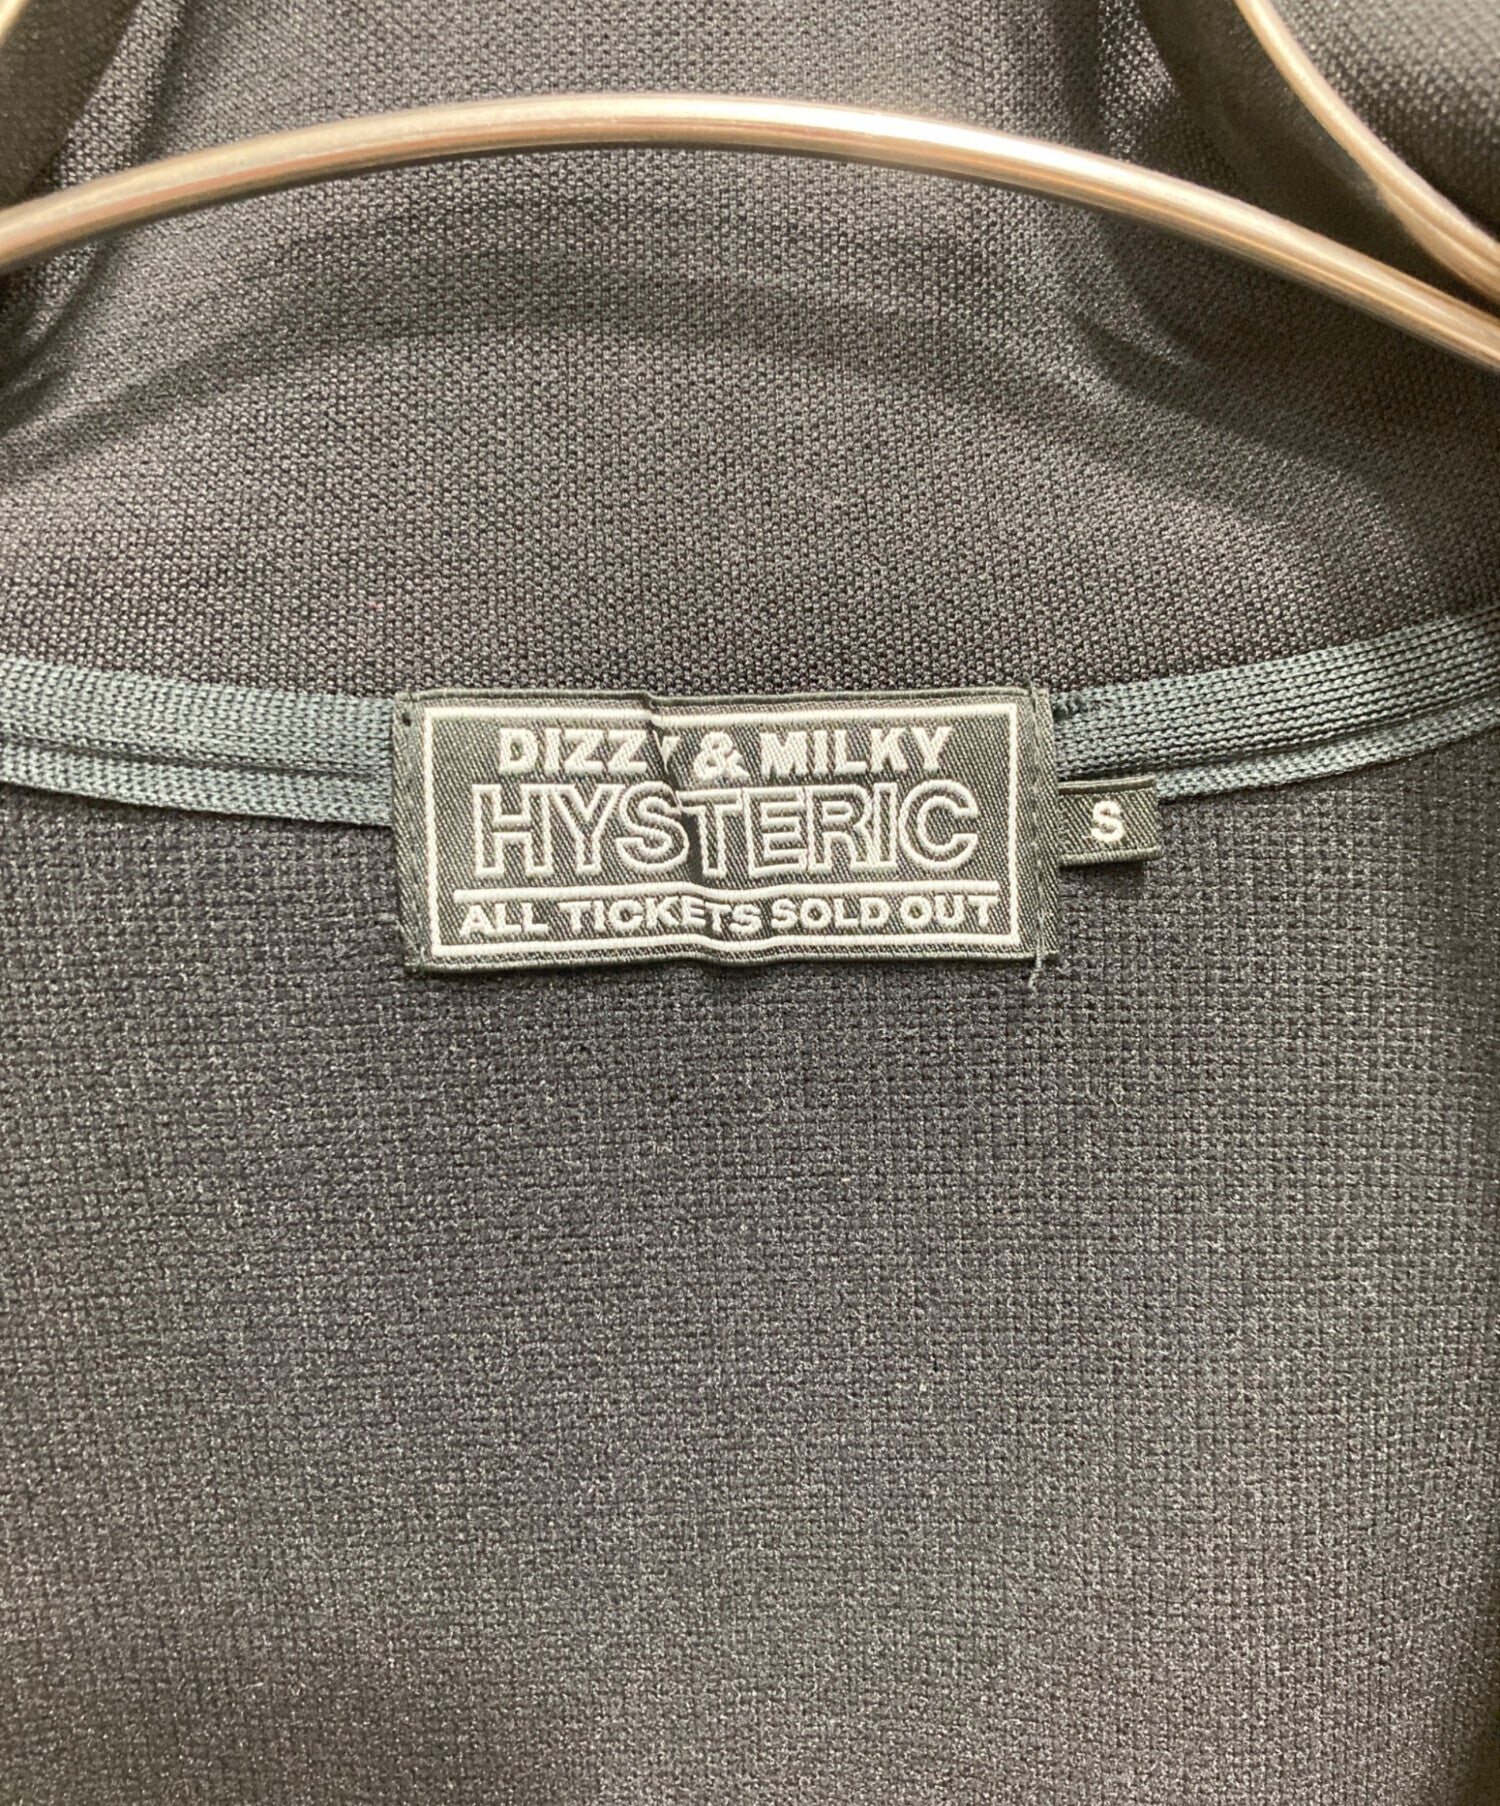 DIZZY & MILKY
HYSTERIC
ALL TICKETS SOLD OUT
S